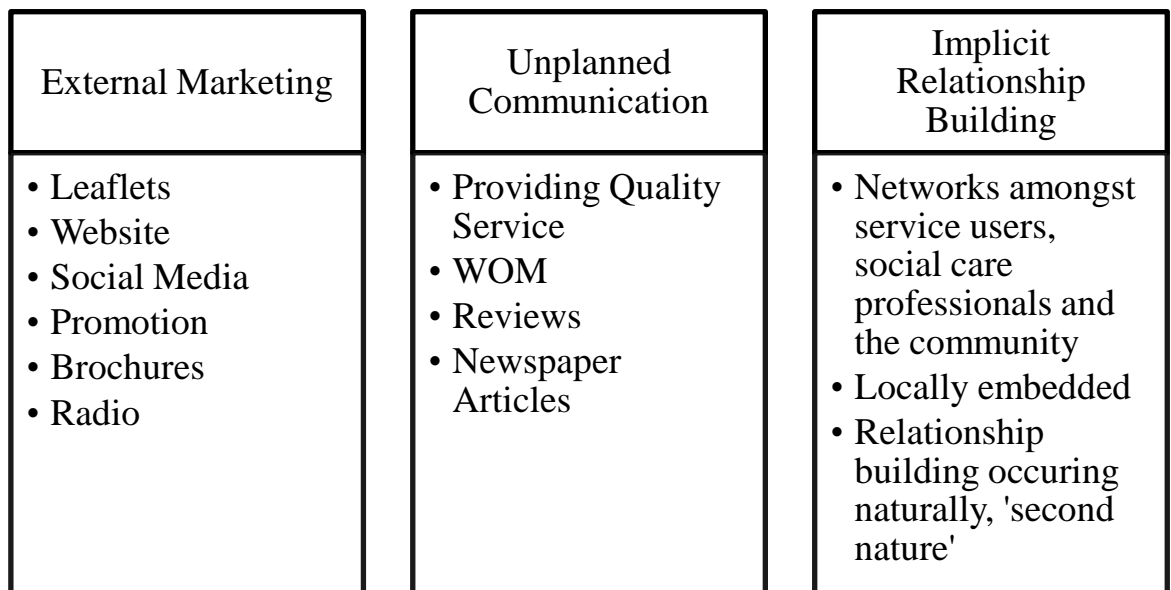 External Marketing
• Leaflets
• Website
• Social Media
• Promotion
• Brochures
• Radio
Unplanned
Communication
• Providing Quality
Service
• WOM
• Reviews
• Newspaper
Articles
Implicit
Relationship
Building
• Networks amongst
service users,
social care
professionals and
the community
• Locally embedded
• Relationship
building occuring
naturally, 'second
nature'